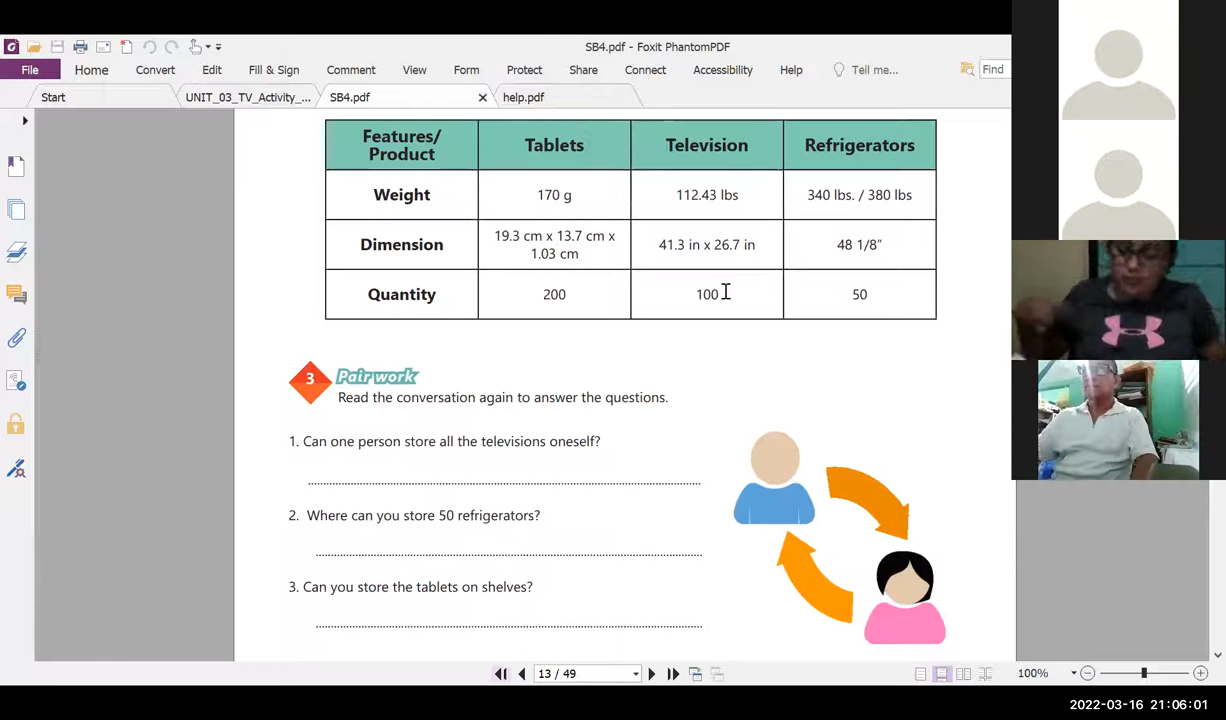 SB4.pdf - Foxit PhantomPDF
File Home Convert Edit Fill & Sign Comment View Form Protect Share Connect Accessibility Help Tell me... Find
Start UNIT_03_TV_Activity_... SB4.pdf help.pdf
Features/ Product Tablets Television Refrigerators
Weight 170 g 112.43 lbs 340 lbs. / 380 lbs
Dimension 19.3 cm x 13.7 cm x 1.03 cm 41.3 in x 26.7 in 48 1/8"
Quantity 200 100 50
3 Pair work
Read the conversation again to answer the questions.
1. Can one person store all the televisions oneself?
2. Where can you store 50 refrigerators?
3. Can you store the tablets on shelves?
13 / 49 100%
2022-03-16 21:06:01